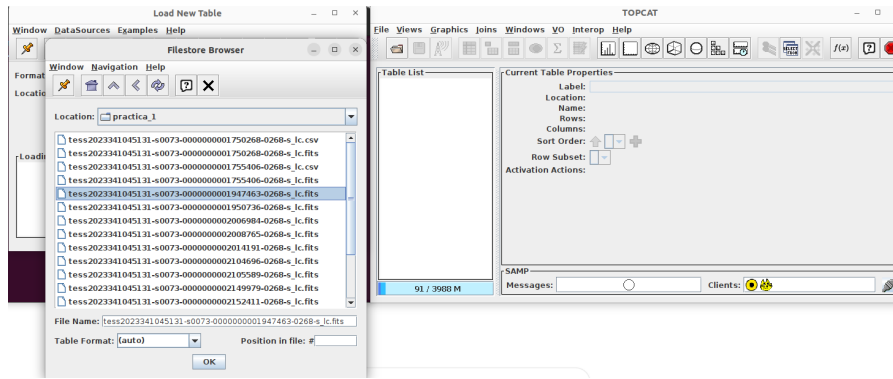 Load New Table
Window DataSources Examples Help
Filestore Browser
Window Navigation Help
Format
Locatio
Location: practica_1
tess2023341045131-s0073-0000000001750268-0268-s_lc.csv
tess2023341045131-s0073-0000000001750268-0268-s_lc.fits
tess2023341045131-s0073-0000000001755406-0268-s_lc.csv
tess2023341045131-s0073-0000000001755406-0268-s_lc.fits
tess2023341045131-s0073-0000000001947463-0268-s_lc.fits
tess2023341045131-s0073-0000000001950736-0268-s_lc.fits
tess2023341045131-s0073-0000000002006984-0268-s_lc.fits
tess2023341045131-s0073-0000000002008765-0268-s_lc.fits
tess2023341045131-s0073-0000000002014191-0268-s_lc.fits
tess2023341045131-s0073-0000000002104696-0268-s_lc.fits
tess2023341045131-s0073-0000000002105589-0268-s_lc.fits
tess2023341045131-s0073-0000000002149979-0268-s_lc.fits
tess2023341045131-s0073-0000000002152411-0268-s_lc.fits
Loadi
File Name: tess2023341045131-s0073-0000000001947463-0268-s_lc.fits
Table Format: (auto) Position in file: #
OK
TOPCAT
File Views Graphics Joins Windows VO Interop Help
f(x)
Table List
91 / 3988 M
Current Table Properties
Label:
Location:
Name:
Rows:
Columns:
Sort Order:
Row Subset:
Activation Actions:
SAMP
Messages: Clients: